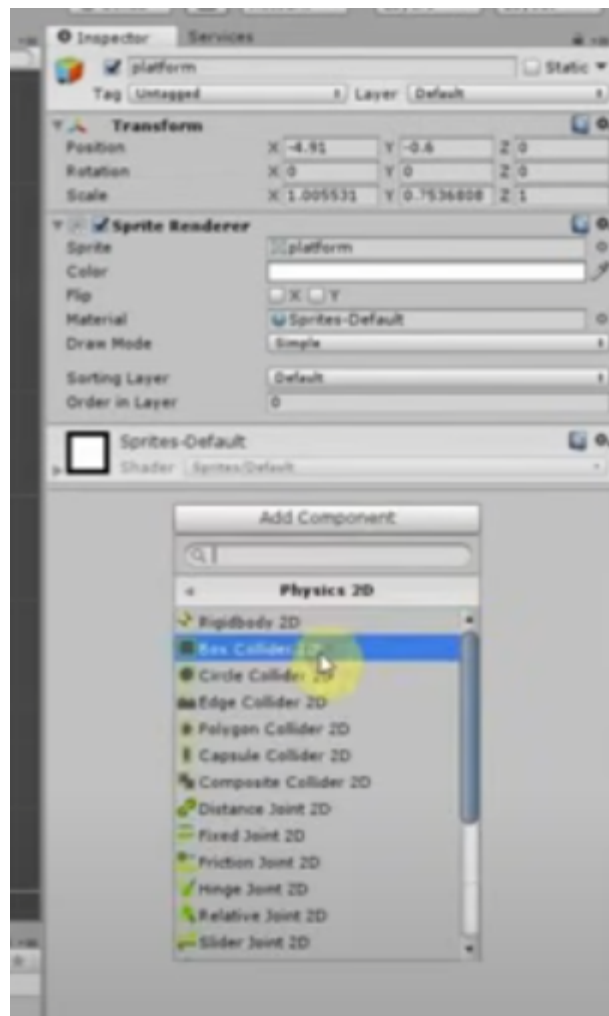 Inspector Services
platform Static
Tag Untagged Layer Default
Transform
Position X -4.91 Y -0.6 Z 0
Rotation X 0 Y 0 Z 0
Scale X 1.005531 Y 0.7536808 Z 1
Sprite Renderer
Sprite platform
Color
Flip X Y
Material Sprites-Default
Draw Mode Simple
Sorting Layer Default
Order in Layer 0
Sprites-Default
Shader Sprites/Default
Add Component
Physics 2D
Rigidbody 2D
Box Collider 2D
Circle Collider 2D
Edge Collider 2D
Polygon Collider 2D
Capsule Collider 2D
Composite Collider 2D
Distance Joint 2D
Fixed Joint 2D
Friction Joint 2D
Hinge Joint 2D
Relative Joint 2D
Slider Joint 2D